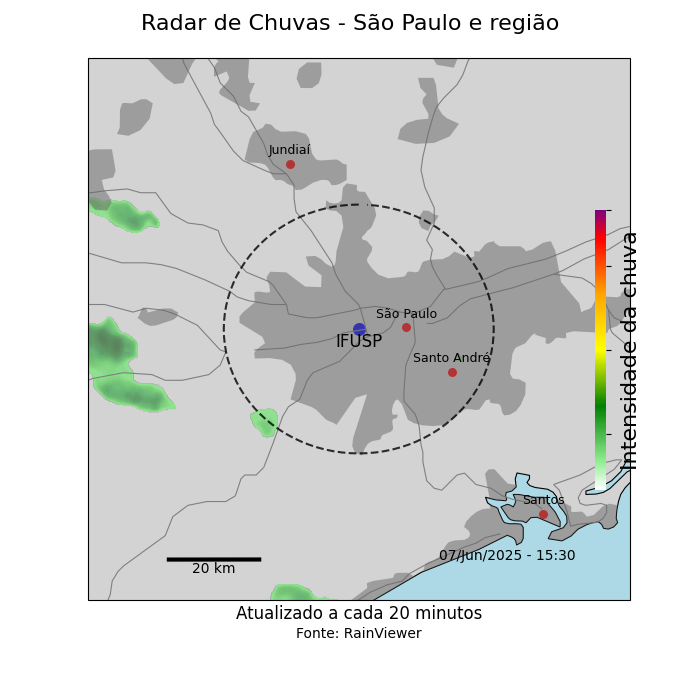 Radar de Chuvas - São Paulo e região
Jundiaí
São Paulo
IFUSP
Santo André
Intensidade da chuva
Santos
07/Jun/2025 - 15:30
20 km
Atualizado a cada 20 minutos
Fonte: RainViewer